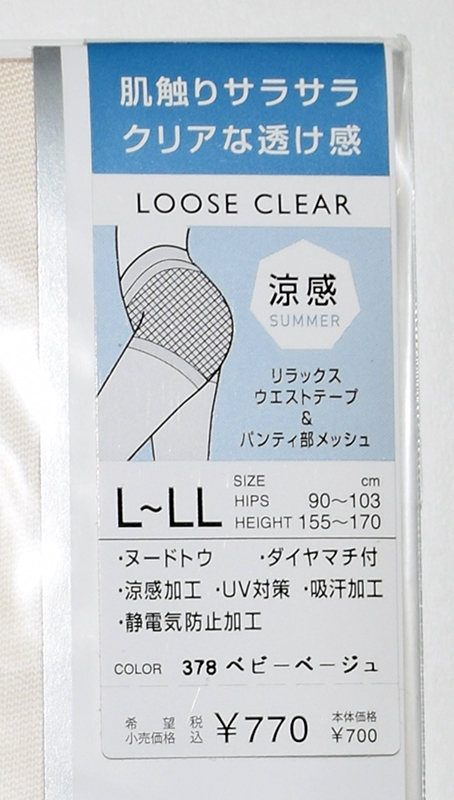 肌触りサラサラ
クリアな透け感
LOOSE CLEAR
涼感
SUMMER
リラックス
ウエストテープ
&
パンティ部メッシュ
L~LL
SIZE cm
HIPS 90~103
HEIGHT 155~170
・ヌードトウ ・ダイヤマチ付
・涼感加工 ・UV対策 ・吸汗加工
・静電気防止加工
COLOR 378 ベビーベージュ
希望小売価格 税込 ¥770 本体価格 ¥700